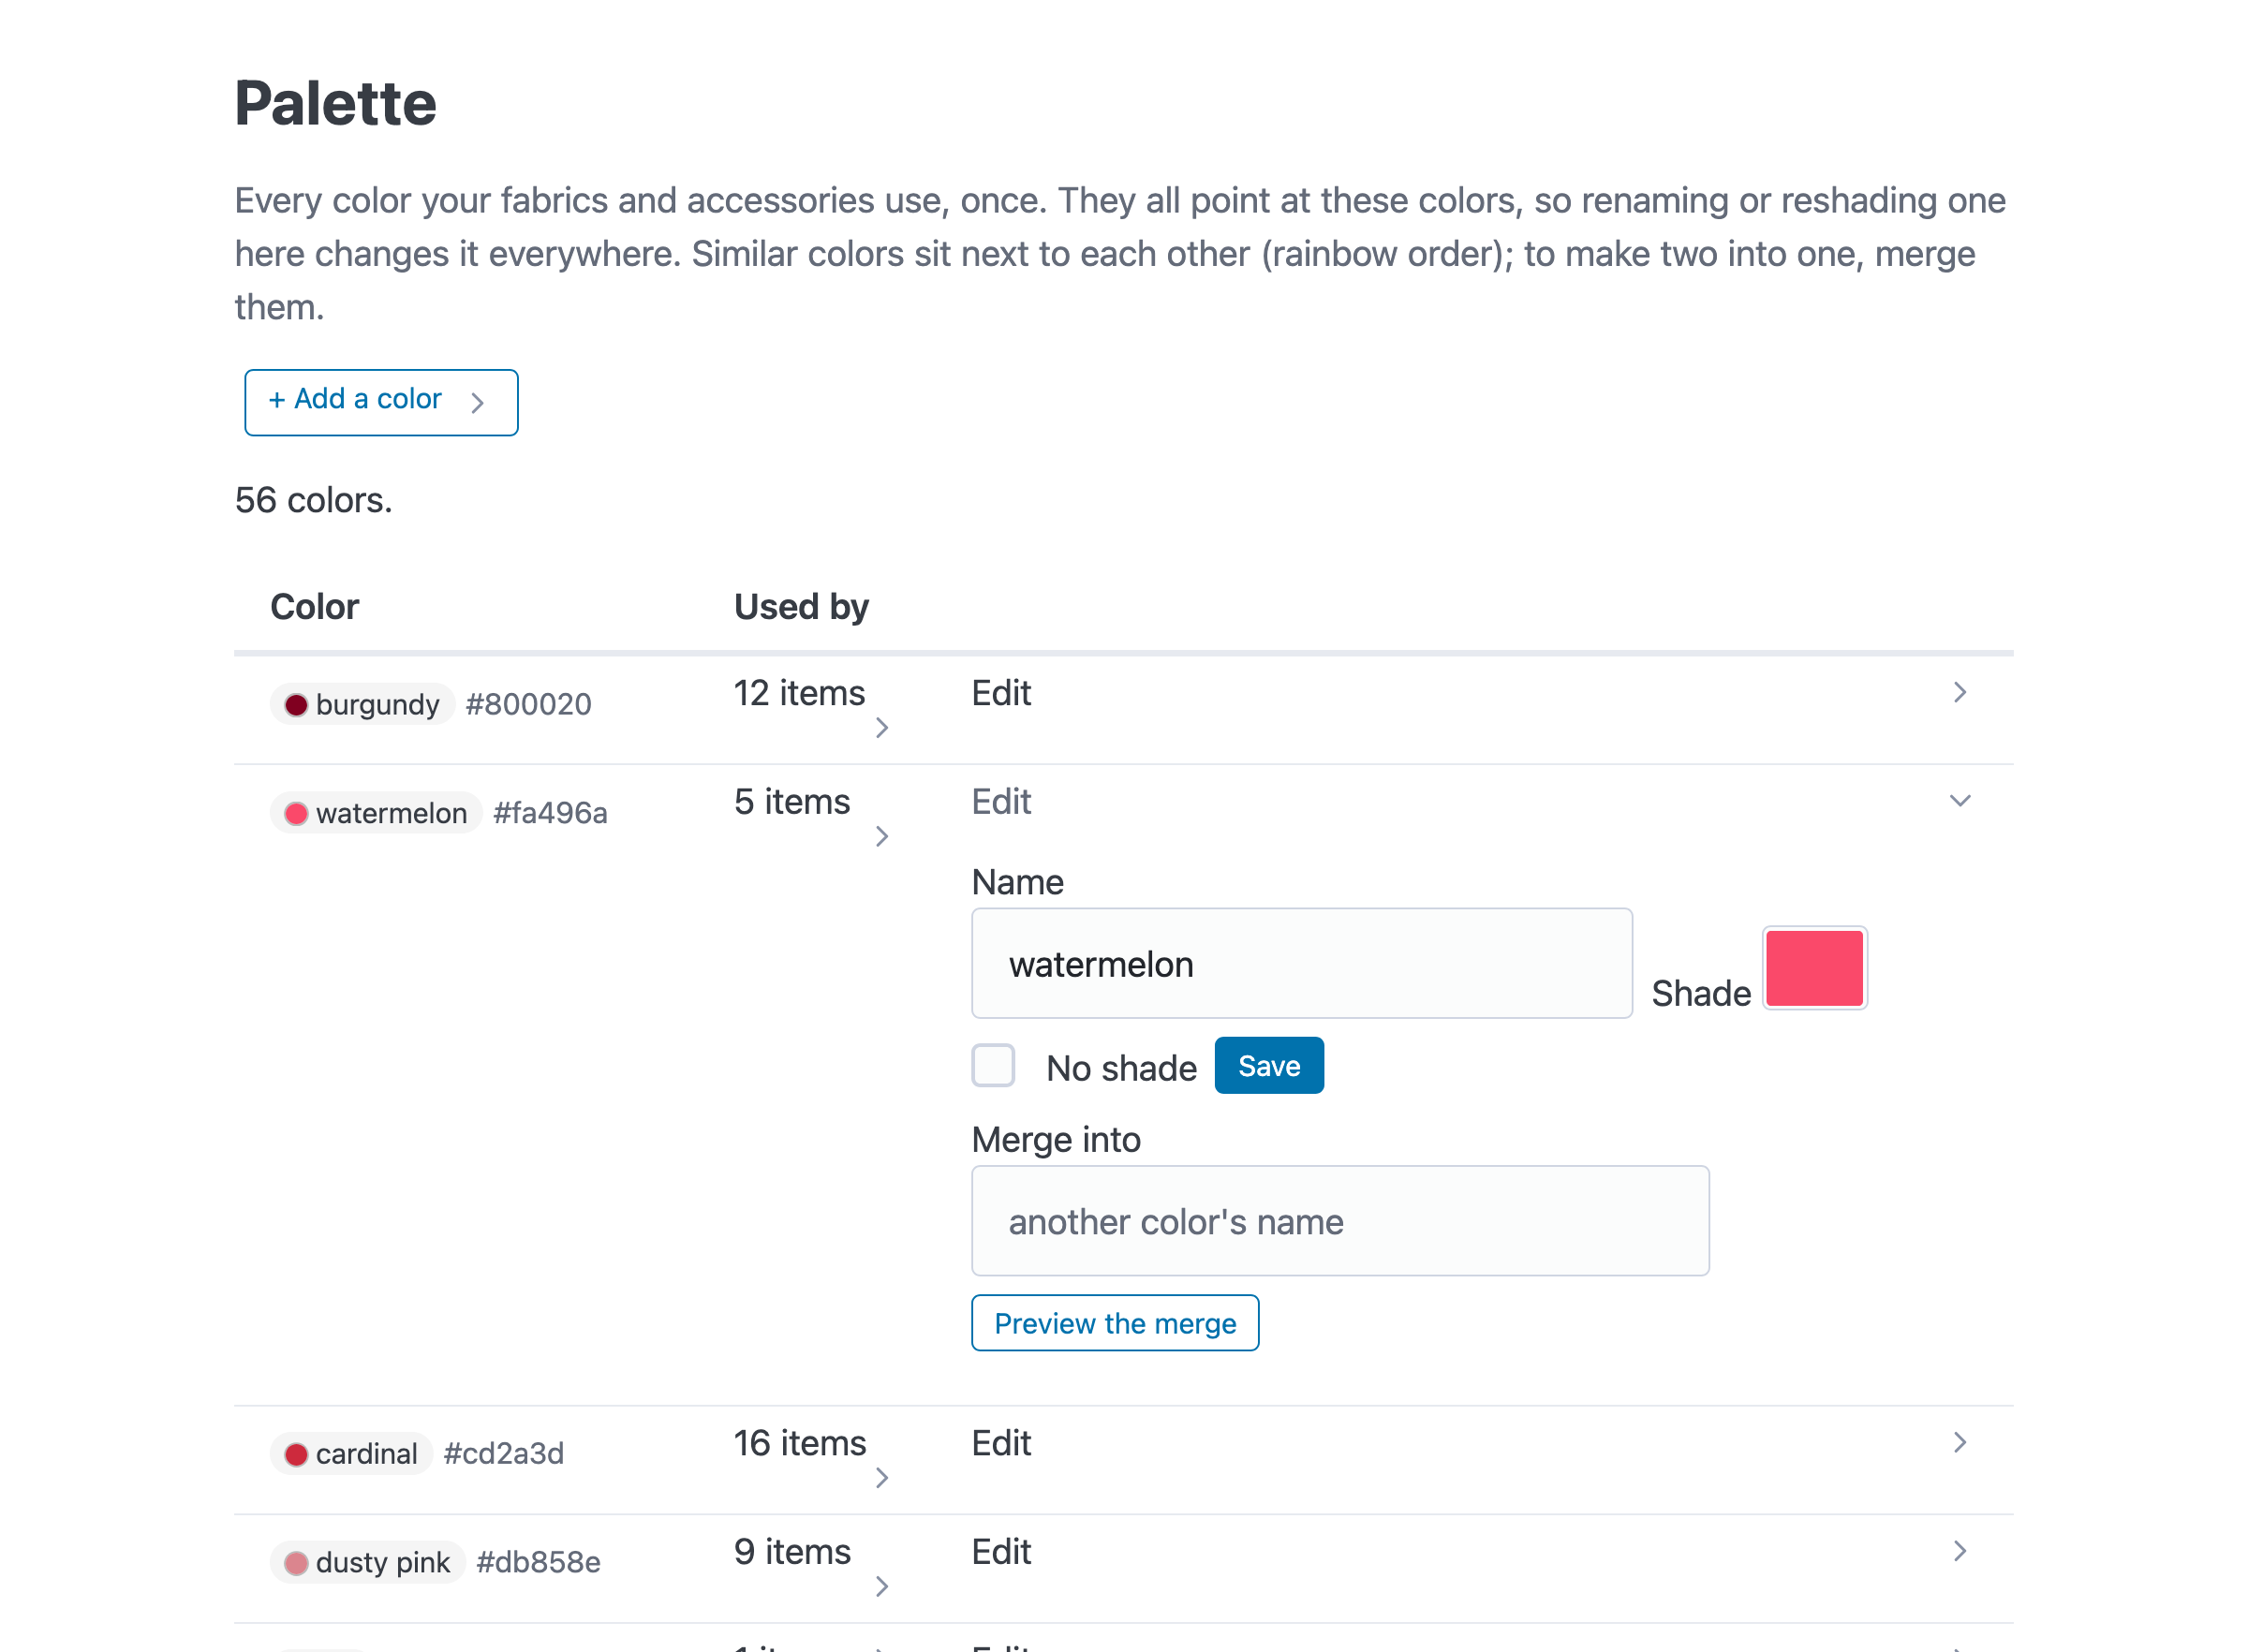 Palette
Every color your fabrics and accessories use, once. They all point at these colors, so renaming or reshading one
here changes it everywhere. Similar colors sit next to each other (rainbow order); to make two into one, merge
them.
+ Add a color
56 colors.
Color Used by
burgundy #800020 12 items Edit
watermelon #fa496a 5 items Edit
Name
watermelon
Shade
No shade Save
Merge into
another color's name
Preview the merge
cardinal #cd2a3d 16 items Edit
dusty pink #db858e 9 items Edit